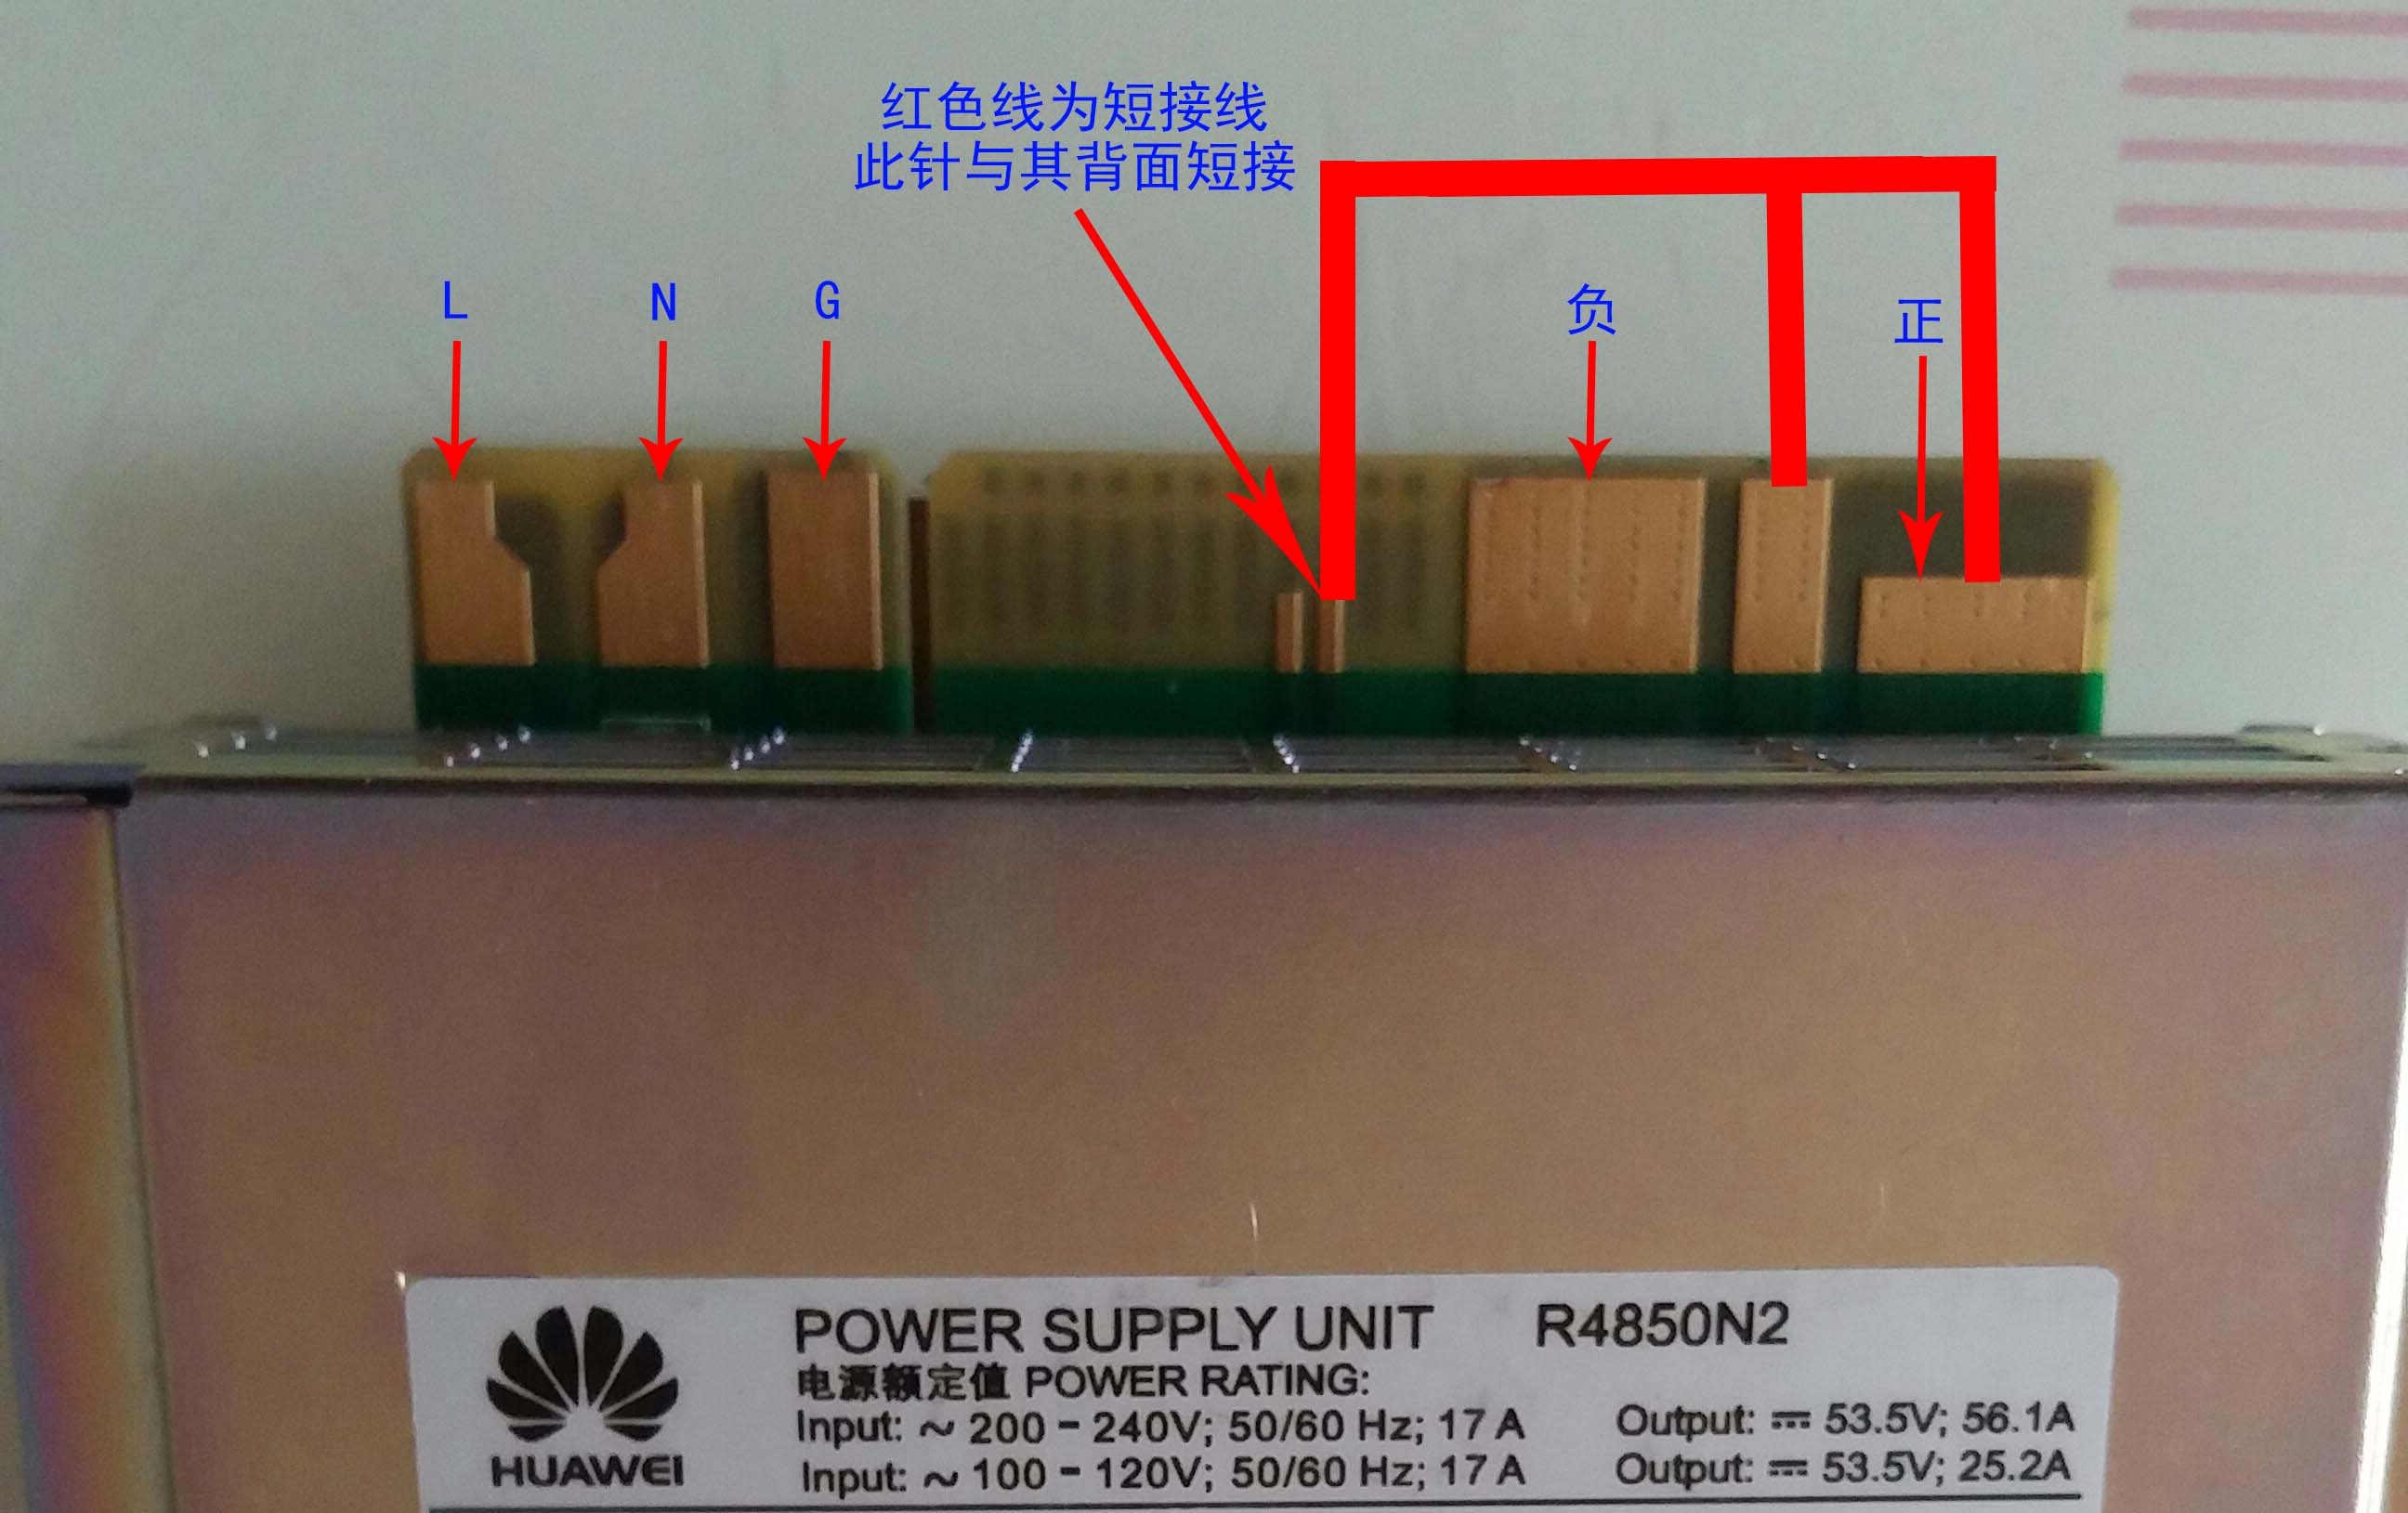 红色线为短接线
此针与其背面短接
L
N
G
负
正
POWER SUPPLY UNIT R4850N2
电源额定值 POWER RATING:
Input: ～ 200 - 240V; 50/60 Hz; 17 A Output: ⎓ 53.5V; 56.1A
Input: ～ 100 - 120V; 50/60 Hz; 17 A Output: ⎓ 53.5V; 25.2A
HUAWEI